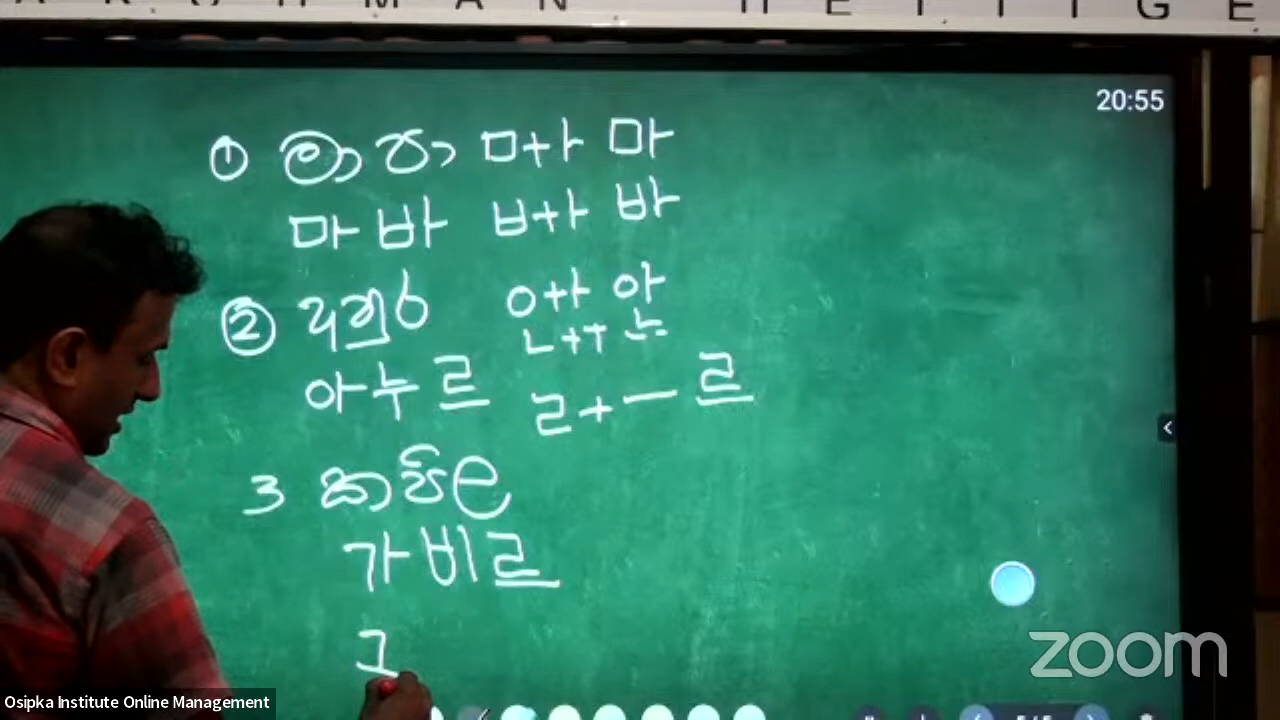 20:55
① මාපා ㅁ+ㅏ 마
마바 ㅂ+ㅏ 바
② අනුර ㅇ+ㅏ 아
ㄴ+ㅜ 누
아누르 ㄹ+ㅡ 르
3 කපිල
가비르
그
zoom
Osipka Institute Online Management